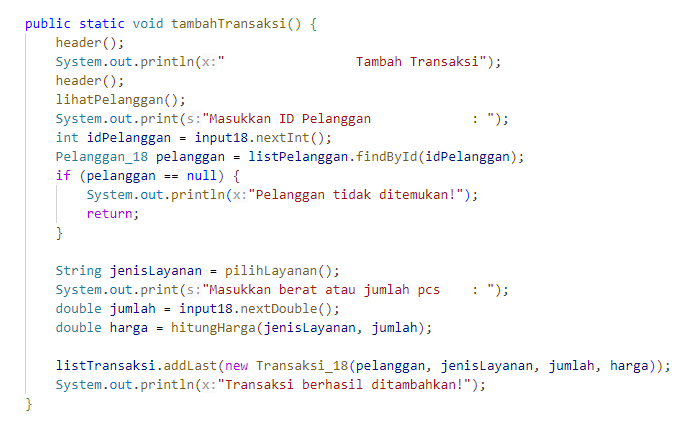 public static void tambahTransaksi() {
    header();
    System.out.println(x:"                 Tambah Transaksi");
    header();
    lihatPelanggan();
    System.out.print(s:"Masukkan ID Pelanggan             : ");
    int idPelanggan = input18.nextInt();
    Pelanggan_18 pelanggan = listPelanggan.findById(idPelanggan);
    if (pelanggan == null) {
        System.out.println(x:"Pelanggan tidak ditemukan!");
        return;
    }

    String jenisLayanan = pilihLayanan();
    System.out.print(s:"Masukkan berat atau jumlah pcs    : ");
    double jumlah = input18.nextDouble();
    double harga = hitungHarga(jenisLayanan, jumlah);

    listTransaksi.addLast(new Transaksi_18(pelanggan, jenisLayanan, jumlah, harga));
    System.out.println(x:"Transaksi berhasil ditambahkan!");
}